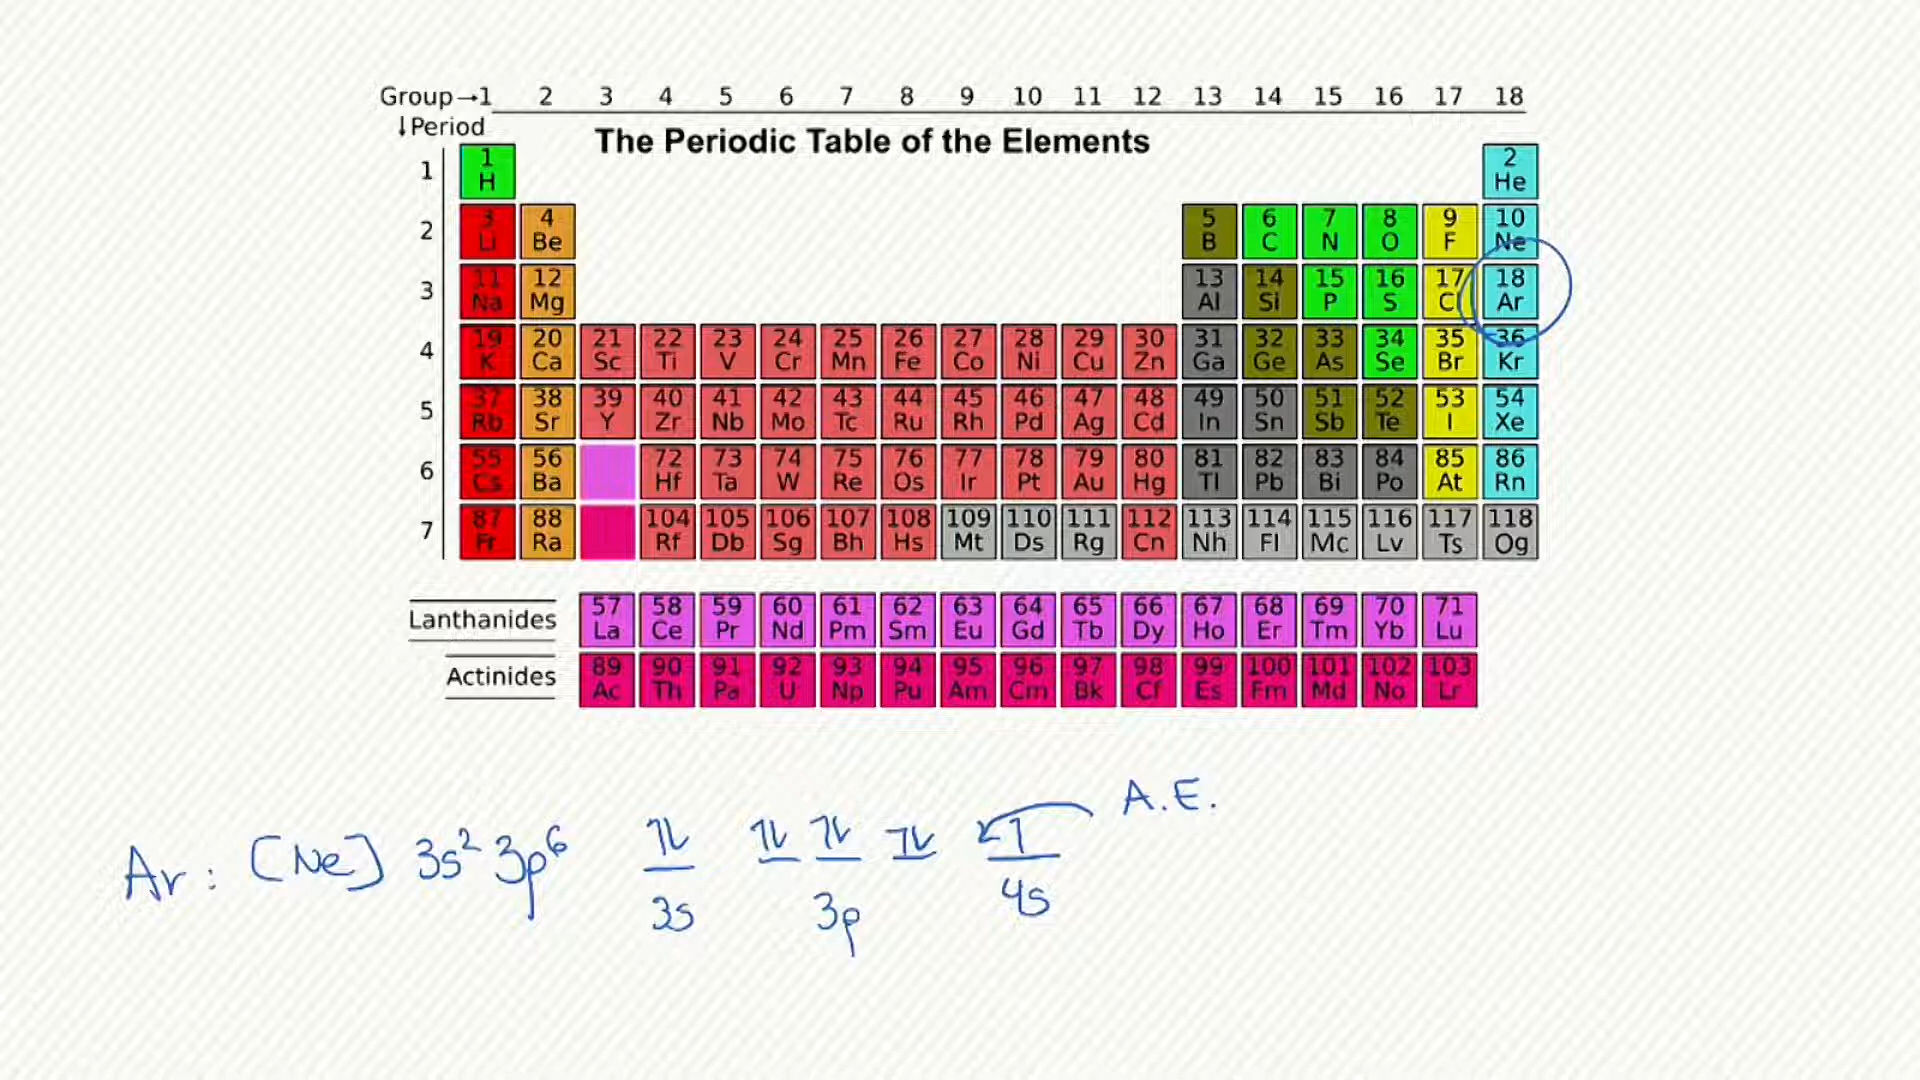 Group→1 2 3 4 5 6 7 8 9 10 11 12 13 14 15 16 17 18
↓Period
The Periodic Table of the Elements
1 1 H 2 He
2 3 Li 4 Be 5 B 6 C 7 N 8 O 9 F 10 Ne
3 11 Na 12 Mg 13 Al 14 Si 15 P 16 S 17 Cl 18 Ar
4 19 K 20 Ca 21 Sc 22 Ti 23 V 24 Cr 25 Mn 26 Fe 27 Co 28 Ni 29 Cu 30 Zn 31 Ga 32 Ge 33 As 34 Se 35 Br 36 Kr
5 37 Rb 38 Sr 39 Y 40 Zr 41 Nb 42 Mo 43 Tc 44 Ru 45 Rh 46 Pd 47 Ag 48 Cd 49 In 50 Sn 51 Sb 52 Te 53 I 54 Xe
6 55 Cs 56 Ba 72 Hf 73 Ta 74 W 75 Re 76 Os 77 Ir 78 Pt 79 Au 80 Hg 81 Tl 82 Pb 83 Bi 84 Po 85 At 86 Rn
7 87 Fr 88 Ra 104 Rf 105 Db 106 Sg 107 Bh 108 Hs 109 Mt 110 Ds 111 Rg 112 Cn 113 Nh 114 Fl 115 Mc 116 Lv 117 Ts 118 Og
Lanthanides 57 La 58 Ce 59 Pr 60 Nd 61 Pm 62 Sm 63 Eu 64 Gd 65 Tb 66 Dy 67 Ho 68 Er 69 Tm 70 Yb 71 Lu
Actinides 89 Ac 90 Th 91 Pa 92 U 93 Np 94 Pu 95 Am 96 Cm 97 Bk 98 Cf 99 Es 100 Fm 101 Md 102 No 103 Lr
A.E.
Ar: [Ne] 3s² 3p⁶ ↿⇂ ↿⇂ ↿⇂ ↿⇂ ↿
3s 3p 4s